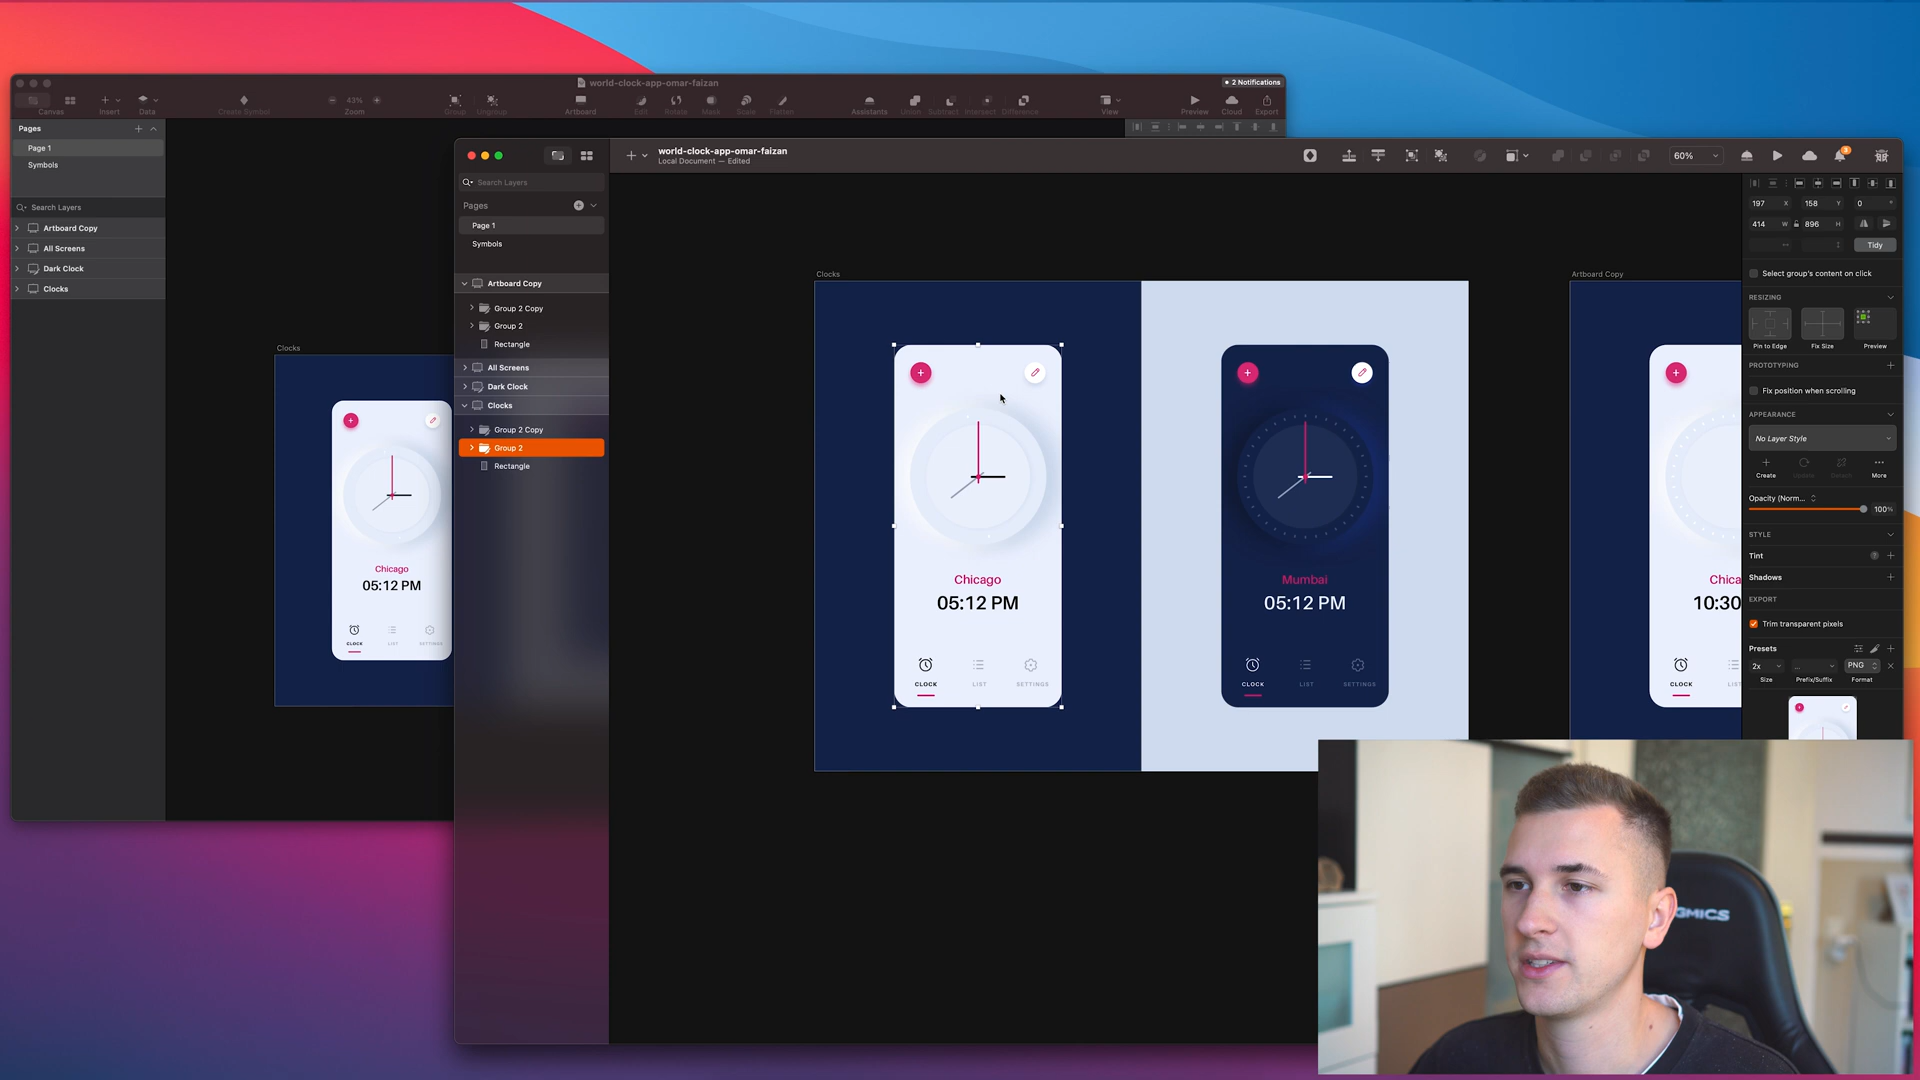 world-clock-app-omar-faizan
2 Notifications
Canvas
Insert
Data
Create Symbol
43%
Zoom
Group
Ungroup
Artboard
Edit
Rotate
Mask
Scale
Flatten
Assistants
Union
Subtract
Intersect
Difference
View
Preview
Cloud
Export
Pages
Page 1
Symbols
Search Layers
Artboard Copy
All Screens
Dark Clock
Clocks
Clocks
Chicago
05:12 PM
CLOCK
LIST
SETTINGS
world-clock-app-omar-faizan
Local Document — Edited
60%
Search Layers
Pages
Page 1
Symbols
Artboard Copy
Group 2 Copy
Group 2
Rectangle
All Screens
Dark Clock
Clocks
Group 2 Copy
Group 2
Rectangle
Clocks
Chicago
05:12 PM
CLOCK
LIST
SETTINGS
Mumbai
05:12 PM
CLOCK
LIST
SETTINGS
Artboard Copy
Chica
10:30
CLOCK
197 X 158 Y 0 °
414 W 896 H
Tidy
Select group's content on click
RESIZING
Pin to Edge
Fix Size
Preview
PROTOTYPING
Fix position when scrolling
APPEARANCE
No Layer Style
Create
Update
Detach
More
Opacity (Norm...
100%
STYLE
Tint
Shadows
EXPORT
Trim transparent pixels
Presets
2x ... PNG
Size Prefix/Suffix Format
GMICS